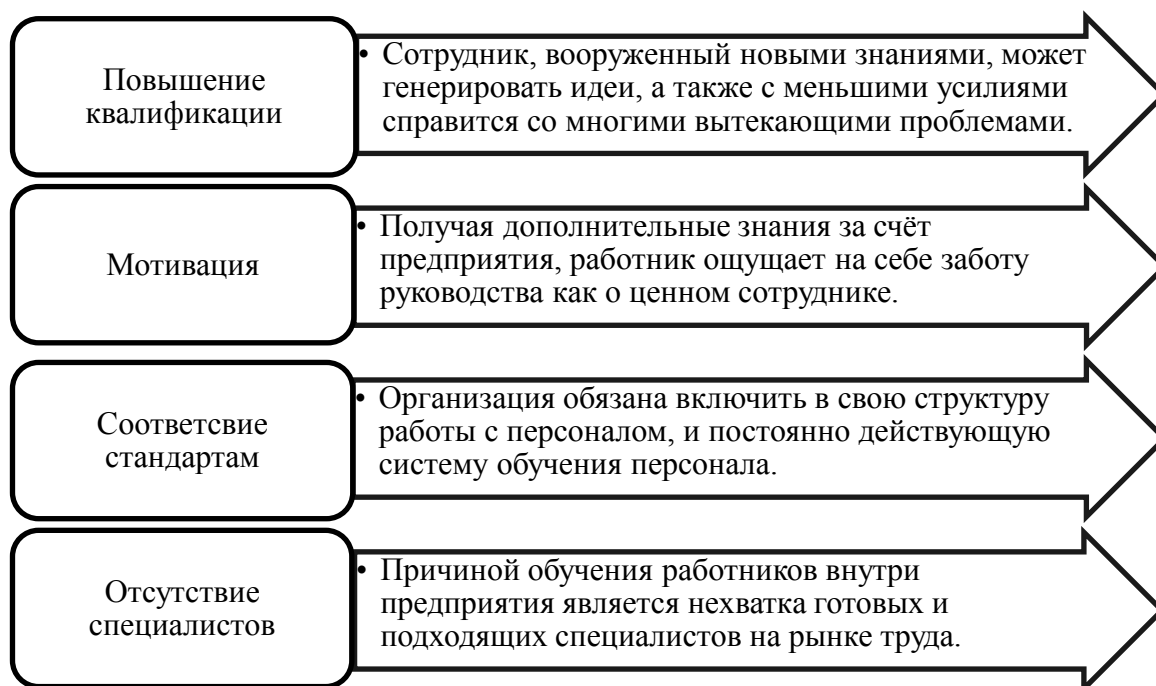 Повышение
квалификации
• Сотрудник, вооруженный новыми знаниями, может
генерировать идеи, а также с меньшими усилиями
справится со многими вытекающими проблемами.
Мотивация
• Получая дополнительные знания за счёт
предприятия, работник ощущает на себе заботу
руководства как о ценном сотруднике.
Соответсвие
стандартам
• Организация обязана включить в свою структуру
работы с персоналом, и постоянно действующую
систему обучения персонала.
Отсутствие
специалистов
• Причиной обучения работников внутри
предприятия является нехватка готовых и
подходящих специалистов на рынке труда.